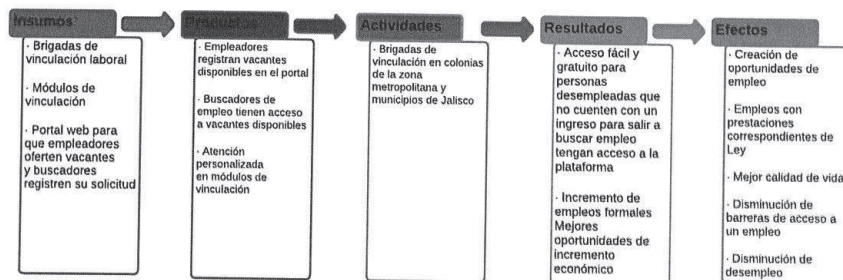 Insumos
· Brigadas de
vinculación laboral
· Módulos de
vinculación
· Portal web para
que empleadores
oferten vacantes
y buscadores
registren su solicitud
Productos
· Empleadores
registran vacantes
disponibles en el portal
· Buscadores de
empleo tienen acceso
a vacantes disponibles
· Atención
personalizada
en módulos de
vinculación
Actividades
· Brigadas de
vinculación en colonias
de la zona
metropolitana y
municipios de Jalisco
Resultados
· Acceso fácil y
gratuito para
personas
desempleadas que
no cuenten con un
ingreso para salir a
buscar empleo
tengan acceso a la
plataforma
· Incremento de
empleos formales
Mejores
oportunidades de
incremento
económico
Efectos
· Creación de
oportunidades de
empleo
· Empleos con
prestaciones
correspondientes de
Ley
· Mejor calidad de vida
· Disminución de
barreras de acceso a
un empleo
· Disminución de
desempleo